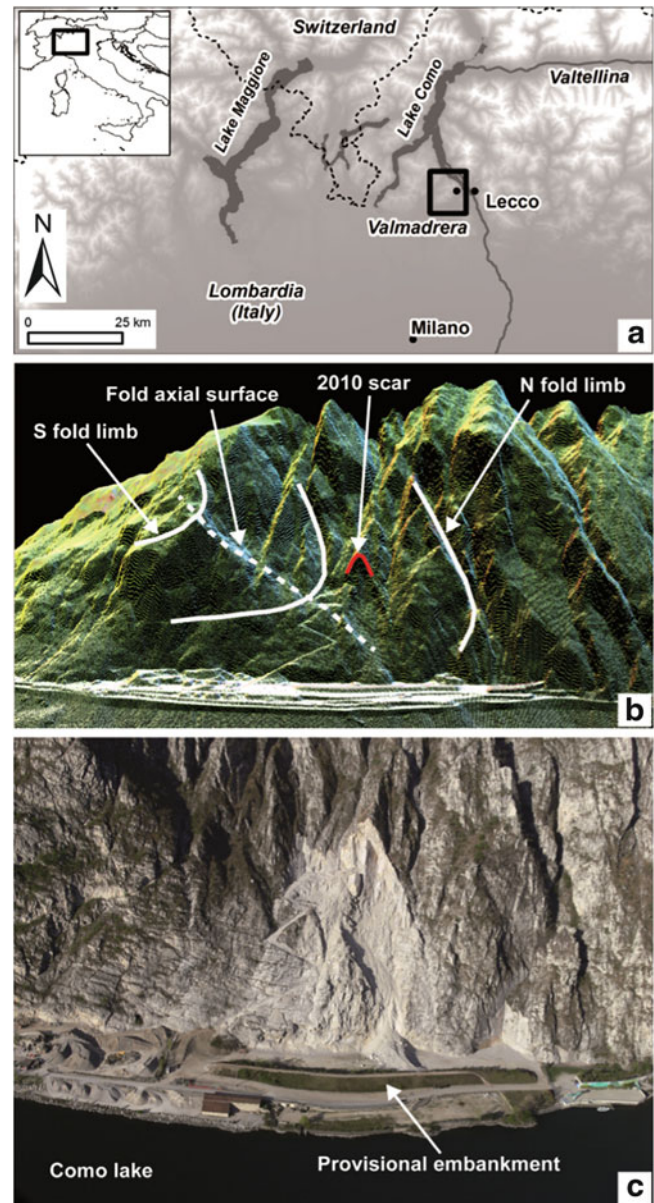 Switzerland
Lake Maggiore
Lake Como
Valtellina
Lecco
Valmadrera
N
Lombardia
(Italy)
0
25 km
Milano
a
Fold axial surface
2010 scar
N fold limb
S fold limb
b
Como lake
Provisional embankment
c